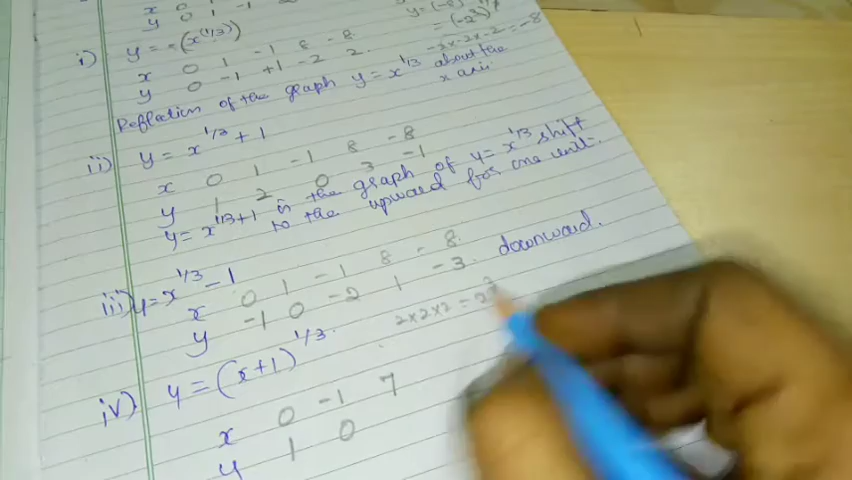 x 0
y 0 1 -1
y = (-8)
= (-2³)
-2x-2x-2 = -8
i) y = -(x^1/3)
x 0 1 -1 8 -8
y 0 -1 +1 -2 2.
Reflection of the graph y = x^1/3 about the
x axis
ii) y = x^1/3 + 1
x 0 1 -1 8 -8
y 1 2 0 3 -1
y = x^1/3+1 is the graph of y = x^1/3 shift
to the upward for one unit.
iii) y = x^1/3 - 1
x 0 1 -1 8 -8.
y -1 0 -2 1 -3. downward.
2x2x2 = 2³
iv) y = (x+1)^1/3.
x 0 -1 7
y 1 0